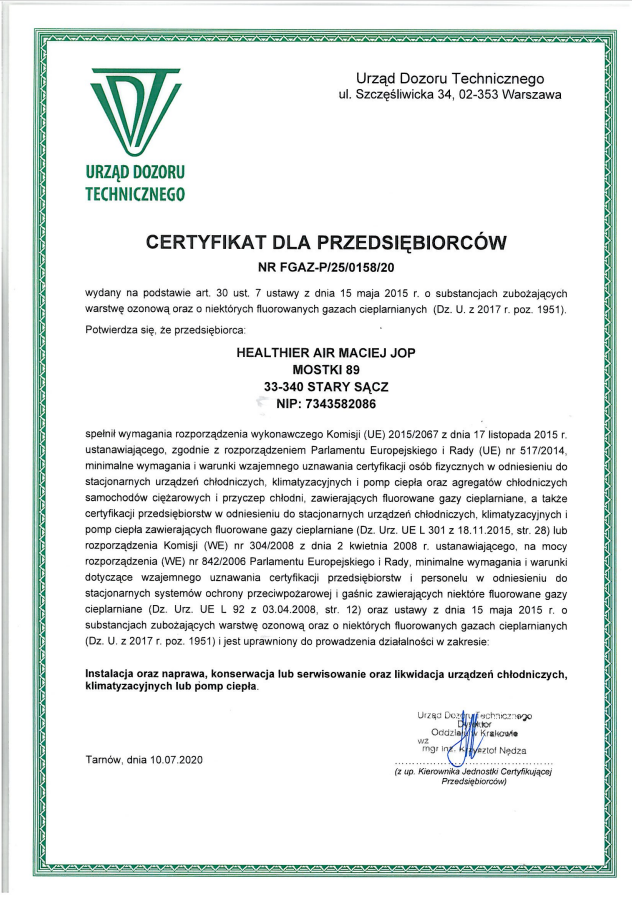 UDT
URZĄD DOZORU
TECHNICZNEGO
Urząd Dozoru Technicznego
ul. Szczęśliwicka 34, 02-353 Warszawa
CERTYFIKAT DLA PRZEDSIĘBIORCÓW
NR FGAZ-P/25/0158/20
wydany na podstawie art. 30 ust. 7 ustawy z dnia 15 maja 2015 r. o substancjach zubożających
warstwę ozonową oraz o niektórych fluorowanych gazach cieplarnianych (Dz. U. z 2017 r. poz. 1951).
Potwierdza się, że przedsiębiorca:
HEALTHIER AIR MACIEJ JOP
MOSTKI 89
33-340 STARY SĄCZ
NIP: 7343582086
spełnił wymagania rozporządzenia wykonawczego Komisji (UE) 2015/2067 z dnia 17 listopada 2015 r.
ustanawiającego, zgodnie z rozporządzeniem Parlamentu Europejskiego i Rady (UE) nr 517/2014,
minimalne wymagania i warunki wzajemnego uznawania certyfikacji osób fizycznych w odniesieniu do
stacjonarnych urządzeń chłodniczych, klimatyzacyjnych i pomp ciepła oraz agregatów chłodniczych
samochodów ciężarowych i przyczep chłodni, zawierających fluorowane gazy cieplarniane, a także
certyfikacji przedsiębiorstw w odniesieniu do stacjonarnych urządzeń chłodniczych, klimatyzacyjnych i
pomp ciepła zawierających fluorowane gazy cieplarniane (Dz. Urz. UE L 301 z 18.11.2015, str. 28) lub
rozporządzenia Komisji (WE) nr 304/2008 z dnia 2 kwietnia 2008 r. ustanawiającego, na mocy
rozporządzenia (WE) nr 842/2006 Parlamentu Europejskiego i Rady, minimalne wymagania i warunki
dotyczące wzajemnego uznawania certyfikacji przedsiębiorstw i personelu w odniesieniu do
stacjonarnych systemów ochrony przeciwpożarowej i gaśnic zawierających niektóre fluorowane gazy
cieplarniane (Dz. Urz. UE L 92 z 03.04.2008, str. 12) oraz ustawy z dnia 15 maja 2015 r. o
substancjach zubożających warstwę ozonową oraz o niektórych fluorowanych gazach cieplarnianych
(Dz. U. z 2017 r. poz. 1951) i jest uprawniony do prowadzenia działalności w zakresie:
Instalacja oraz naprawa, konserwacja lub serwisowanie oraz likwidacja urządzeń chłodniczych,
klimatyzacyjnych lub pomp ciepła.
Urząd Dozoru Technicznego
Dyrektor
Oddziału w Krakowie
wz
mgr inż. Krzysztof Nędza
Tarnów, dnia 10.07.2020
(z up. Kierownika Jednostki Certyfikującej
Przedsiębiorców)